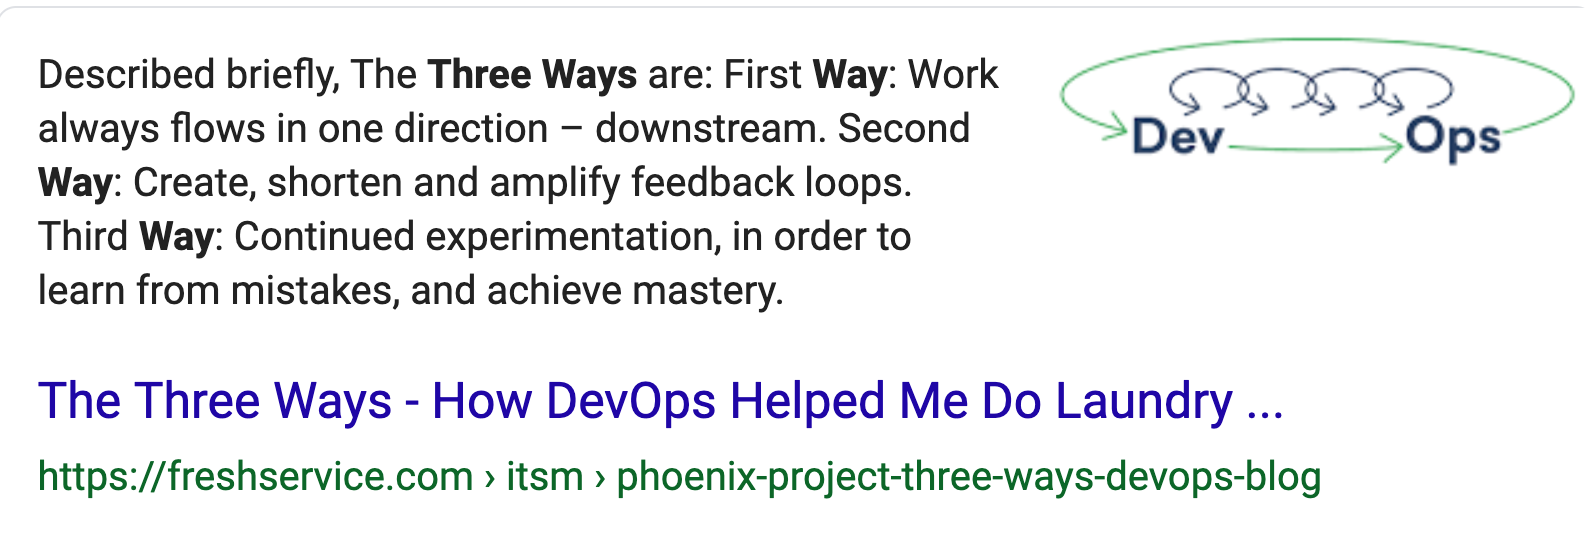 Described briefly, The Three Ways are: First Way: Work
always flows in one direction – downstream. Second
Way: Create, shorten and amplify feedback loops.
Third Way: Continued experimentation, in order to
learn from mistakes, and achieve mastery.
Dev Ops
The Three Ways - How DevOps Helped Me Do Laundry ...
https://freshservice.com › itsm › phoenix-project-three-ways-devops-blog